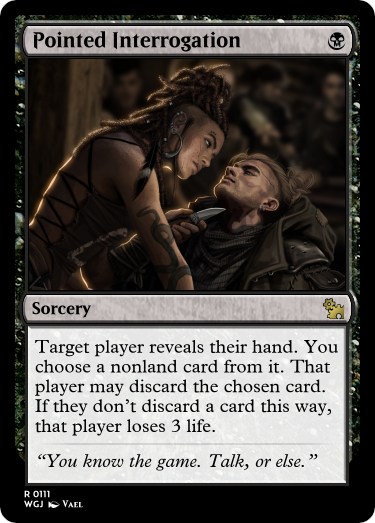 Pointed Interrogation
Sorcery
Target player reveals their hand. You
choose a nonland card from it. That
player may discard the chosen card.
If they don’t discard a card this way,
that player loses 3 life.
“You know the game. Talk, or else.”
R 0111
WGJ VAEL